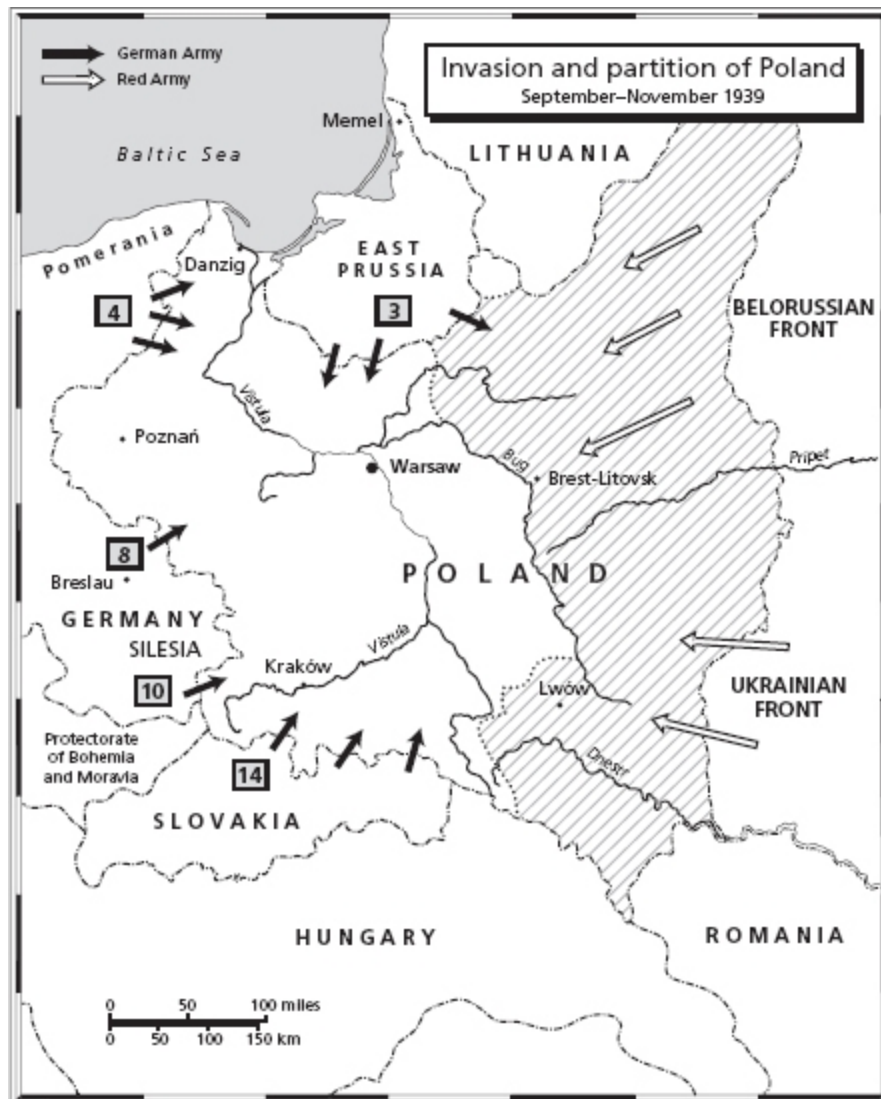 German Army
Red Army
Invasion and partition of Poland
September–November 1939
Memel
Baltic Sea
LITHUANIA
Pomerania
Danzig
EAST
PRUSSIA
4
3
BELORUSSIAN
FRONT
Vistula
Poznań
Warsaw
Bug
Brest-Litovsk
Pripet
8
Breslau
POLAND
GERMANY
SILESIA
Vistula
Kraków
10
Lwów
UKRAINIAN
FRONT
Protectorate
of Bohemia
and Moravia
14
Dnestr
SLOVAKIA
HUNGARY
ROMANIA
0 50 100 miles
0 50 100 150 km